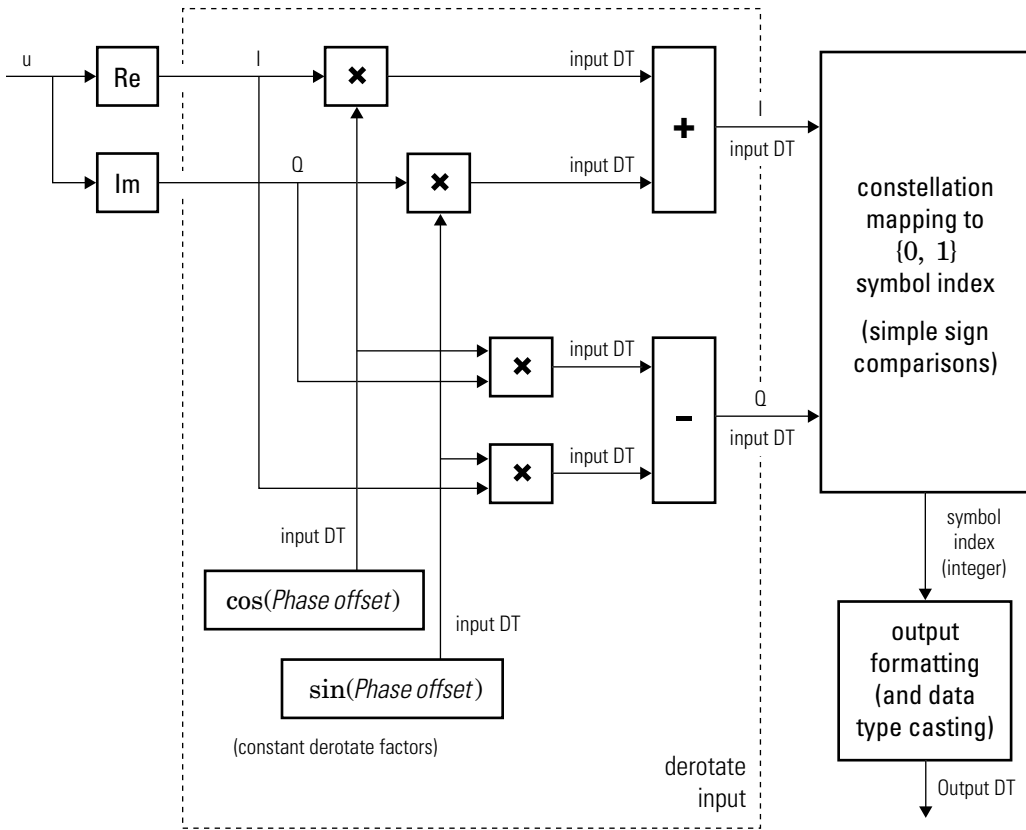 u
Re
I
×
input DT
+
I
input DT
Im
Q
×
input DT
constellation
mapping to
{0, 1}
symbol index
(simple sign
comparisons)
×
input DT
-
Q
input DT
×
input DT
input DT
cos(Phase offset)
input DT
sin(Phase offset)
(constant derotate factors)
derotate
input
symbol
index
(integer)
output
formatting
(and data
type casting)
Output DT